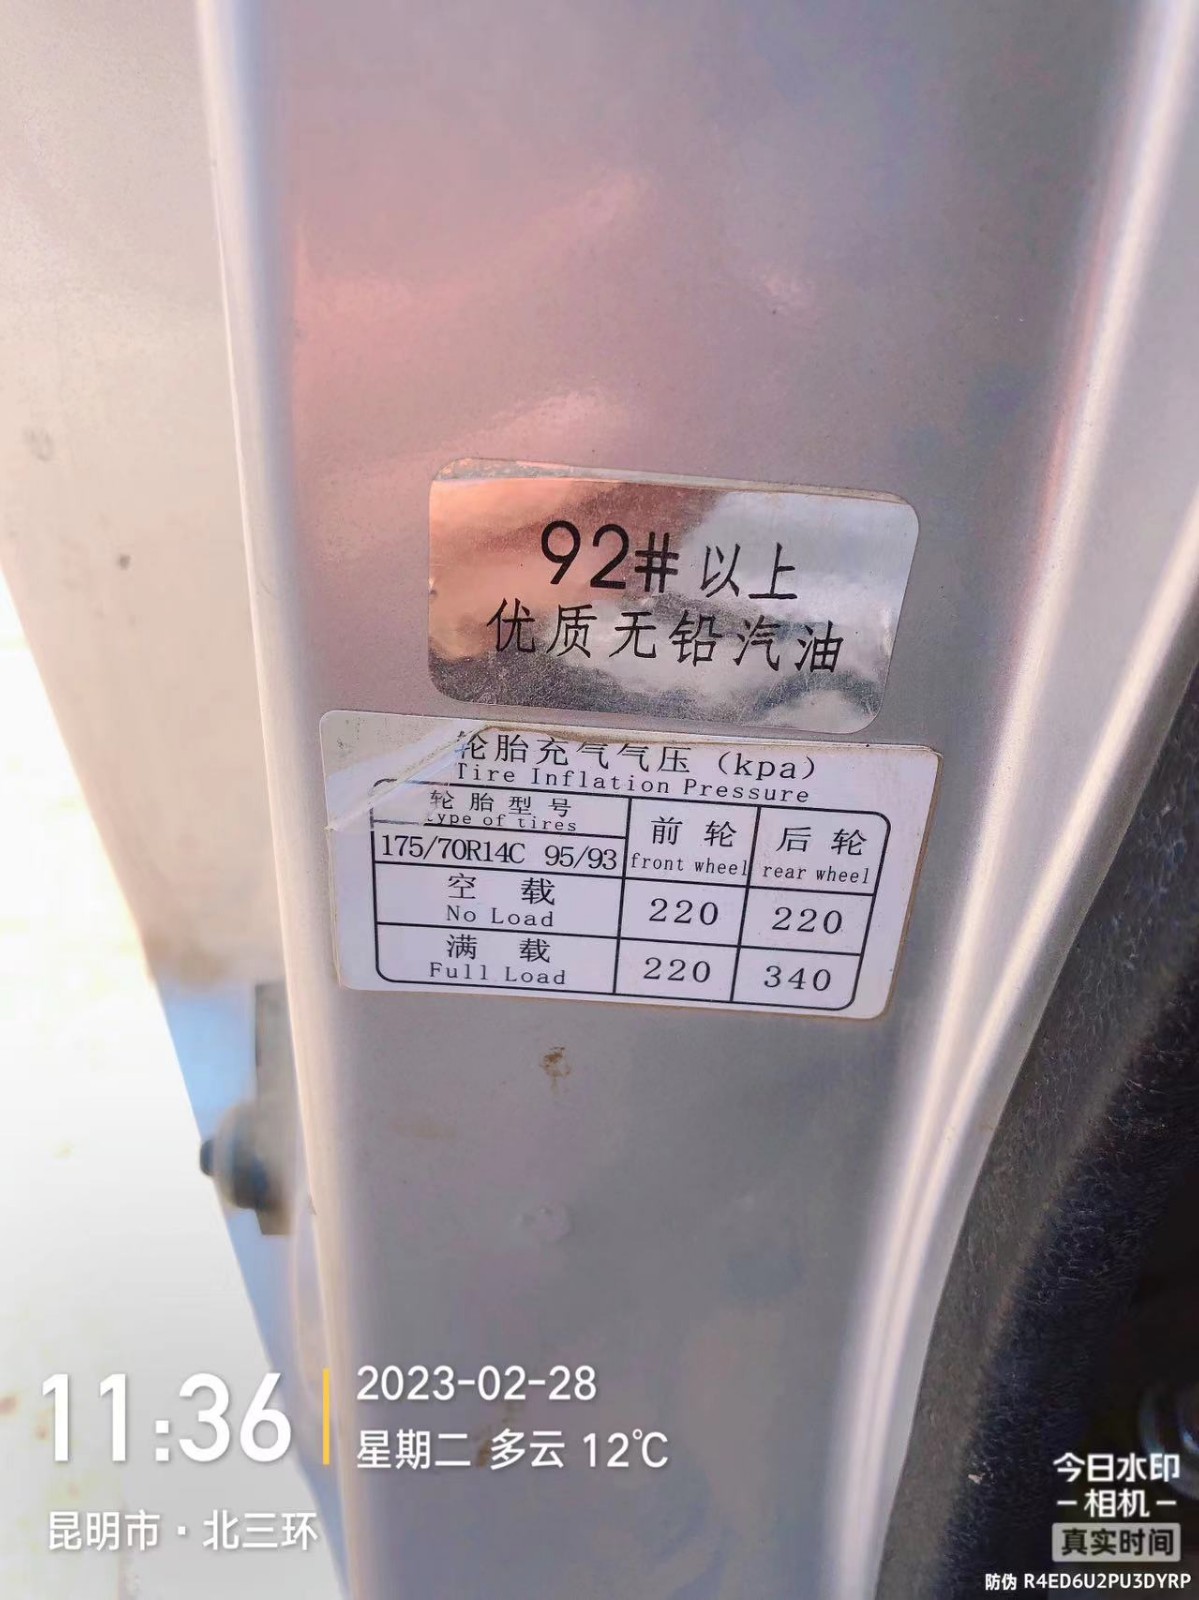 92#以上
优质无铅汽油
轮胎充气气压(kpa)
Tire Inflation Pressure
轮胎型号
type of tires
前轮
front wheel
后轮
rear wheel
175/70R14C 95/93
空载
No Load
220
220
满载
Full Load
220
340
11:36
2023-02-28
星期二 多云 12℃
昆明市·北三环
今日水印
-相机-
真实时间
防伪 R4ED6U2PU3DYRP